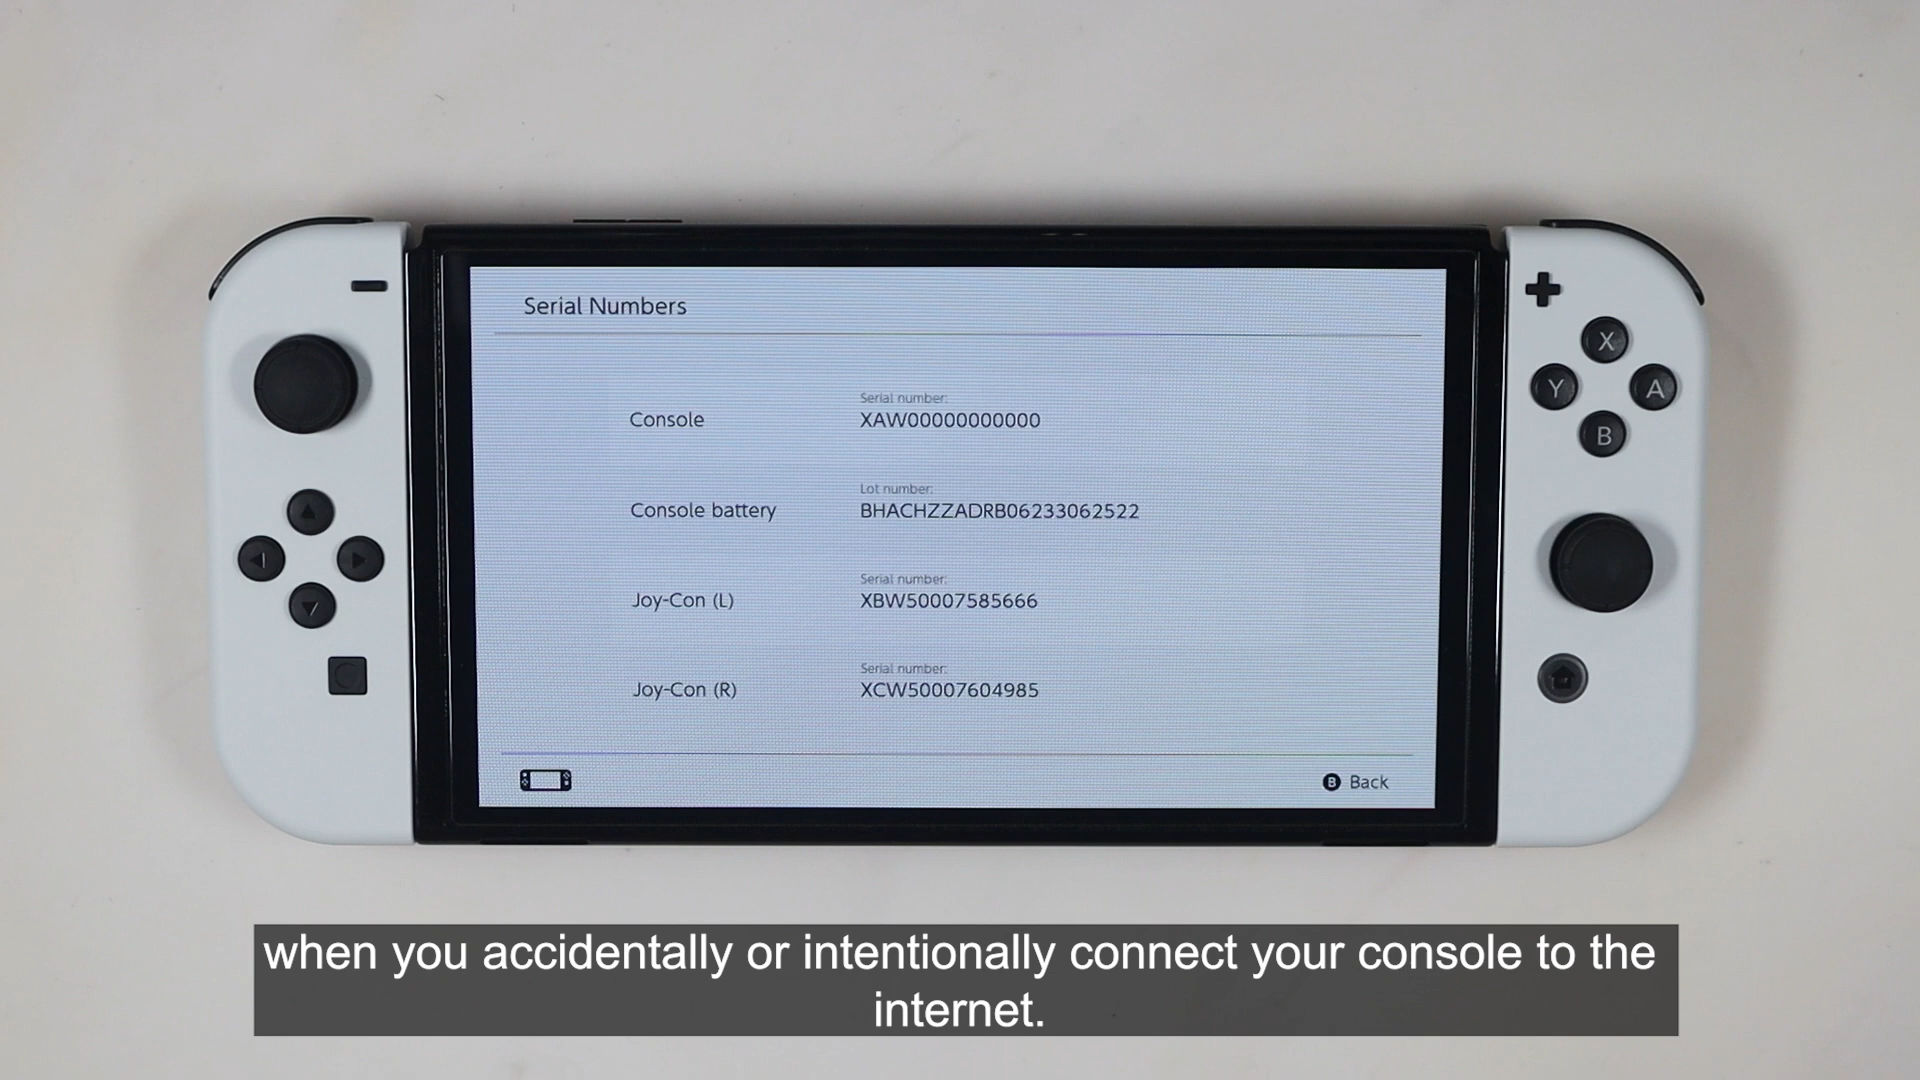 Serial Numbers
Serial number:
Console XAW00000000000
Lot number:
Console battery BHACHZZADRB06233062522
Serial number:
Joy-Con (L) XBW50007585666
Serial number:
Joy-Con (R) XCW50007604985
B Back
X
Y A
B
when you accidentally or intentionally connect your console to the
internet.